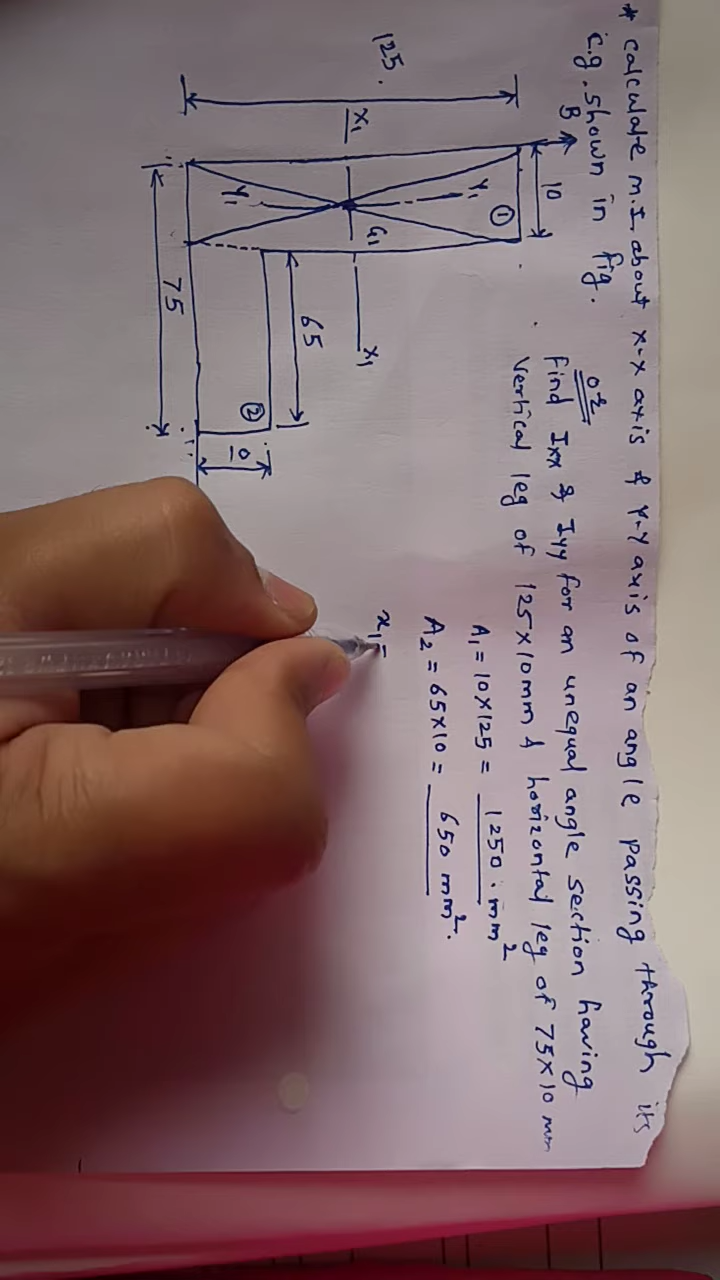 * calculate M.I. about x-x axis & Y-Y axis of an angle passing through its
c.g. shown in fig.
or
find Ixx & Iyy for an unequal angle section having
vertical leg of 125×10mm & horizontal leg of 75×10 mm
B
10
①
125.
x₁
Y₁
Y₁
G₁
x₁
65
②
10
75
A₁ = 10×125 = 1250. mm²
A₂ = 65×10 = 650 mm².
x₁=